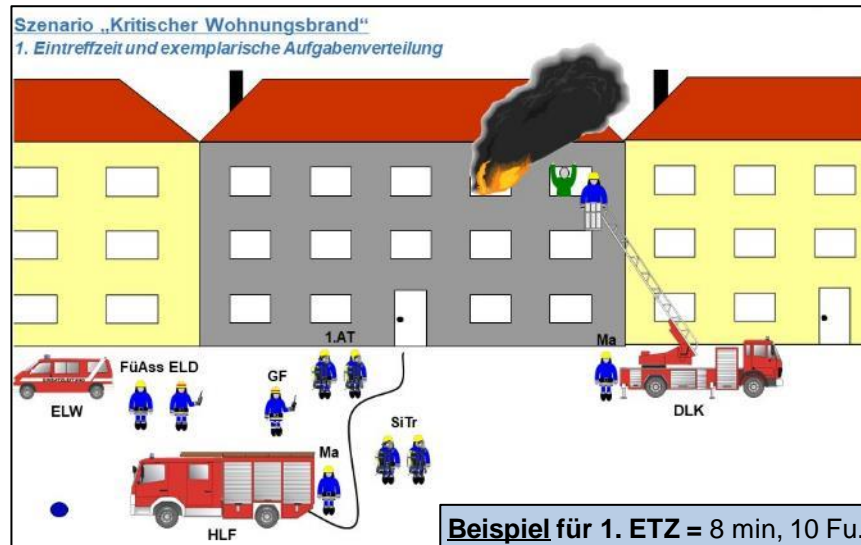 Szenario „Kritischer Wohnungsbrand“
1. Eintreffzeit und exemplarische Aufgabenverteilung
1.AT
Ma
FüAss ELD
GF
ELW
DLK
SiTr
Ma
HLF
Beispiel für 1. ETZ = 8 min, 10 Fu.